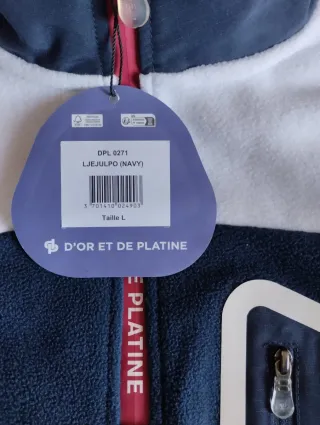 DPL 0271
LJEJULPO (NAVY)
3 701410 024903
Taille L
D'OR ET DE PLATINE
E PLATINE